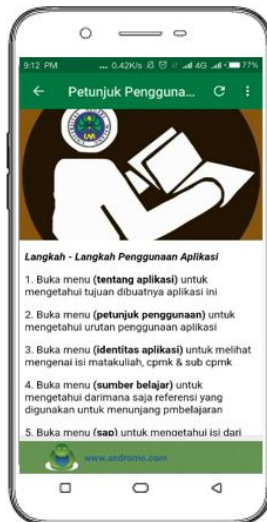 9:12 PM ... 0.42K/s 4G 77%
Petunjuk Pengguna...
Langkah - Langkah Penggunaan Aplikasi
1. Buka menu (tentang aplikasi) untuk
mengetahui tujuan dibuatnya aplikasi ini
2. Buka menu (petunjuk penggunaan) untuk
mengetahui urutan penggunaan aplikasi
3. Buka menu (identitas aplikasi) untuk melihat
mengenai isi matakuliah, cpmk & sub cpmk
4. Buka menu (sumber belajar) untuk
mengetahui darimana saja referensi yang
digunakan untuk menunjang pmbelajaran
5. Buka menu (sap) untuk mengetahui isi dari
www.andromo.com